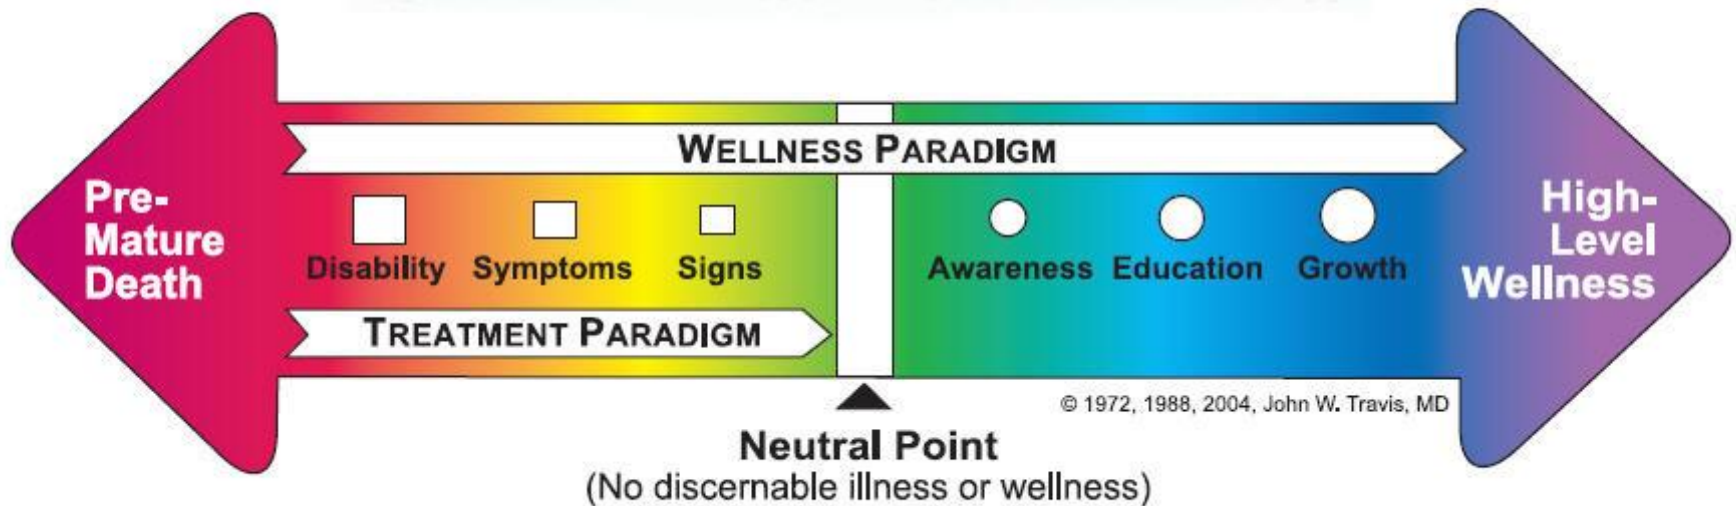 WELLNESS PARADIGM
Pre-
Mature
Death
Disability
Symptoms
Signs
Awareness
Education
Growth
High-
Level
Wellness
TREATMENT PARADIGM
© 1972, 1988, 2004, John W. Travis, MD
Neutral Point
(No discernable illness or wellness)